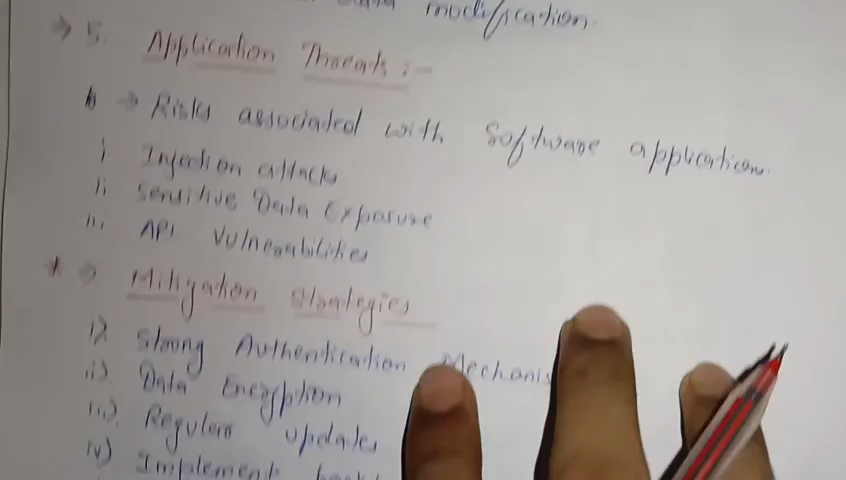 modification.
→ 5. Application Threats :-
→ Risks associated with Software application.
i Injection attacks
ii Sensitive Data Exposure
iii API Vulnerabilities
* → Mitigation Strategies
i) Strong Authentication Mechanis
ii) Data Encryption
iii) Regular updates
iv) Implement